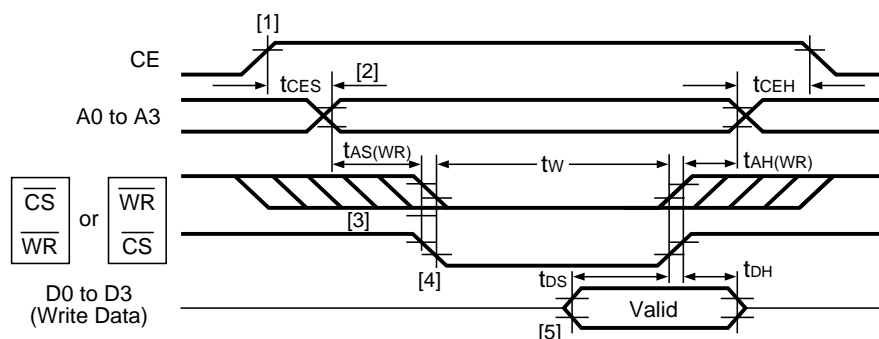 [1]
CE
tCES
[2]
tCEH
A0 to A3
tAS(WR)
tW
tAH(WR)
CS
WR
or
WR
CS
[3]
[4]
tDS
tDH
D0 to D3
(Write Data)
Valid
[5]